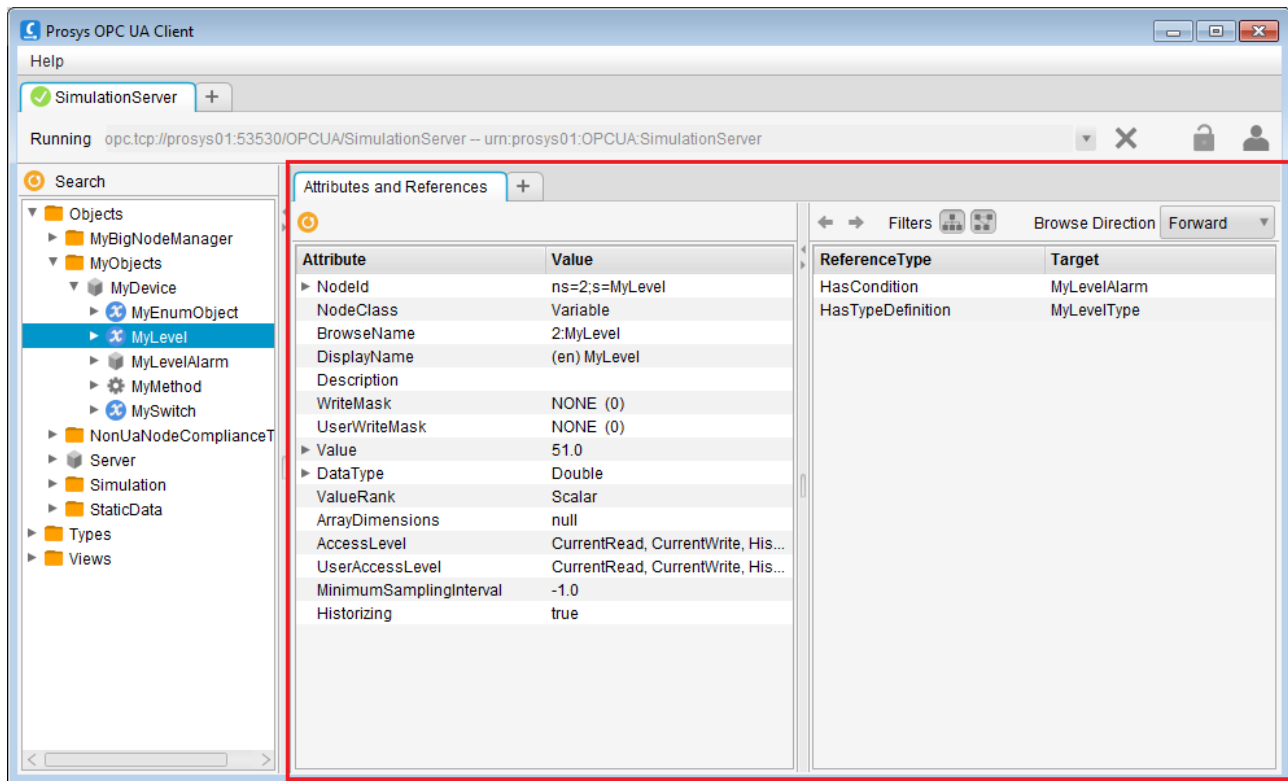 Prosys OPC UA Client
Help
SimulationServer +
Running opc.tcp://prosys01:53530/OPCUA/SimulationServer -- urn:prosys01:OPCUA:SimulationServer
Search
Objects
MyBigNodeManager
MyObjects
MyDevice
MyEnumObject
MyLevel
MyLevelAlarm
MyMethod
MySwitch
NonUaNodeComplianceT
Server
Simulation
StaticData
Types
Views
Attributes and References +
Attribute Value
NodeId ns=2;s=MyLevel
NodeClass Variable
BrowseName 2:MyLevel
DisplayName (en) MyLevel
Description
WriteMask NONE (0)
UserWriteMask NONE (0)
Value 51.0
DataType Double
ValueRank Scalar
ArrayDimensions null
AccessLevel CurrentRead, CurrentWrite, His...
UserAccessLevel CurrentRead, CurrentWrite, His...
MinimumSamplingInterval -1.0
Historizing true
Filters Browse Direction Forward
ReferenceType Target
HasCondition MyLevelAlarm
HasTypeDefinition MyLevelType